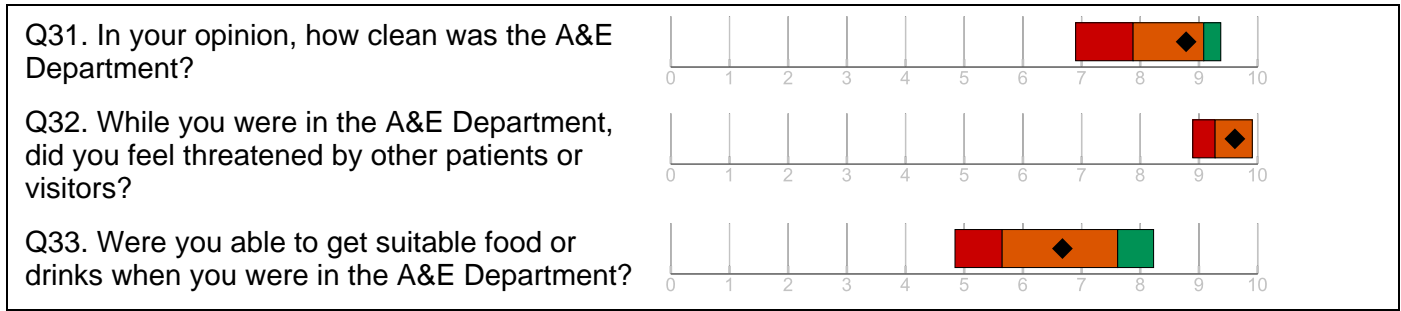 Q31. In your opinion, how clean was the A&E
Department?
0 1 2 3 4 5 6 7 8 9 10
Q32. While you were in the A&E Department,
did you feel threatened by other patients or
visitors?
0 1 2 3 4 5 6 7 8 9 10
Q33. Were you able to get suitable food or
drinks when you were in the A&E Department?
0 1 2 3 4 5 6 7 8 9 10